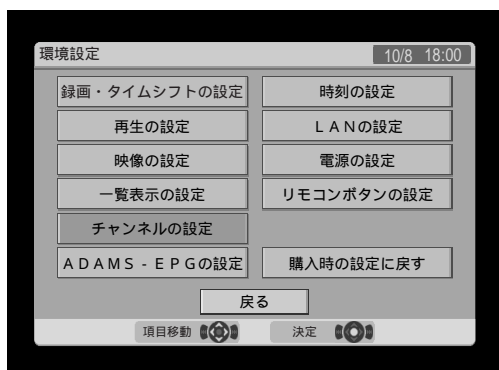 環境設定 10/8 18:00
録画・タイムシフトの設定 時刻の設定
再生の設定 ＬＡＮの設定
映像の設定 電源の設定
一覧表示の設定 リモコンボタンの設定
チャンネルの設定
ＡＤＡＭＳ‐ＥＰＧの設定 購入時の設定に戻す
戻る
項目移動 決定